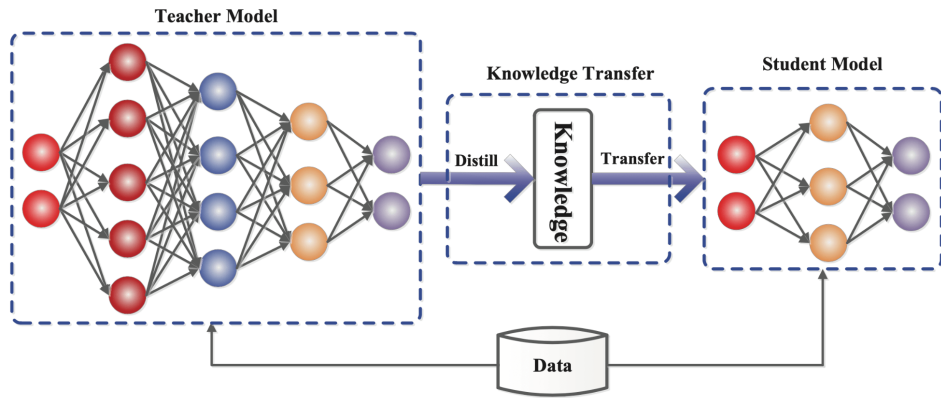 Teacher Model
Knowledge Transfer
Student Model
Distill
Knowledge
Transfer
Data